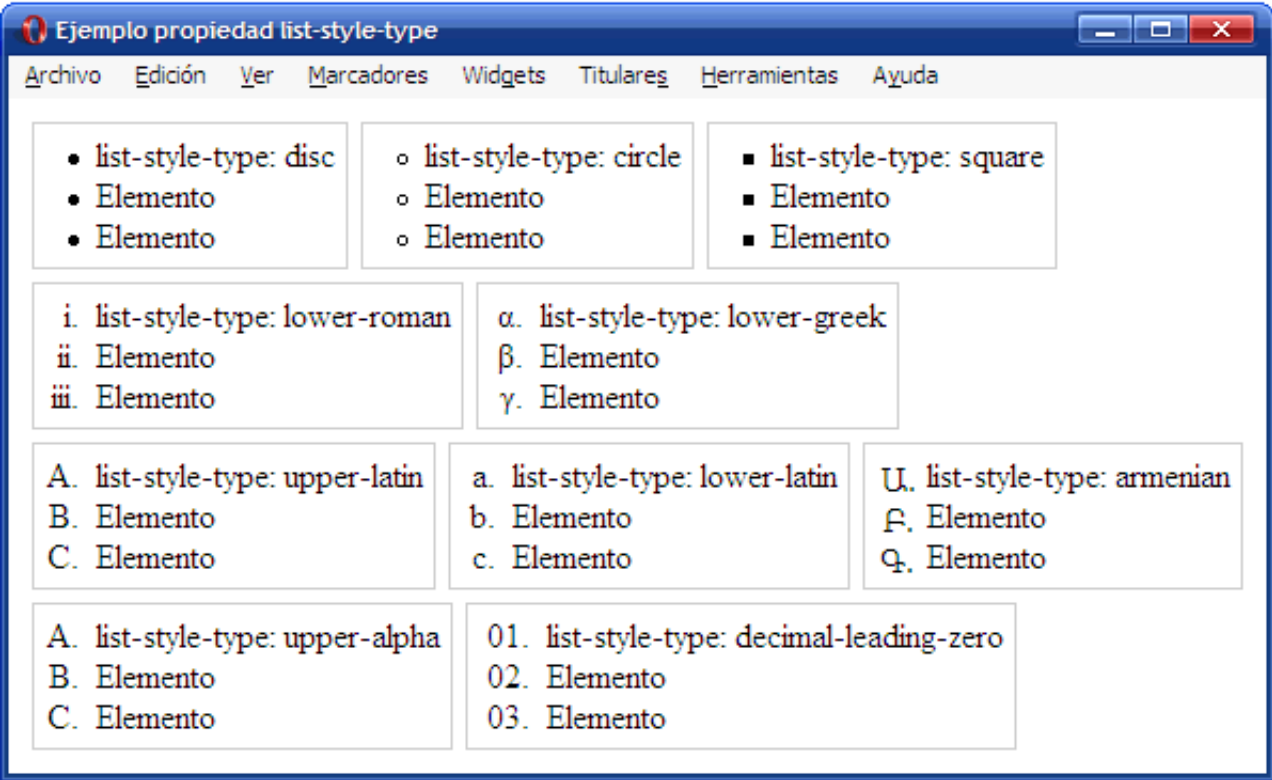 Ejemplo propiedad list-style-type
Archivo Edición Ver Marcadores Widgets Titulares Herramientas Ayuda
• list-style-type: disc
• Elemento
• Elemento
◦ list-style-type: circle
◦ Elemento
◦ Elemento
▪ list-style-type: square
▪ Elemento
▪ Elemento
i. list-style-type: lower-roman
ii. Elemento
iii. Elemento
α. list-style-type: lower-greek
β. Elemento
γ. Elemento
A. list-style-type: upper-latin
B. Elemento
C. Elemento
a. list-style-type: lower-latin
b. Elemento
c. Elemento
Ա. list-style-type: armenian
Բ. Elemento
Գ. Elemento
A. list-style-type: upper-alpha
B. Elemento
C. Elemento
01. list-style-type: decimal-leading-zero
02. Elemento
03. Elemento